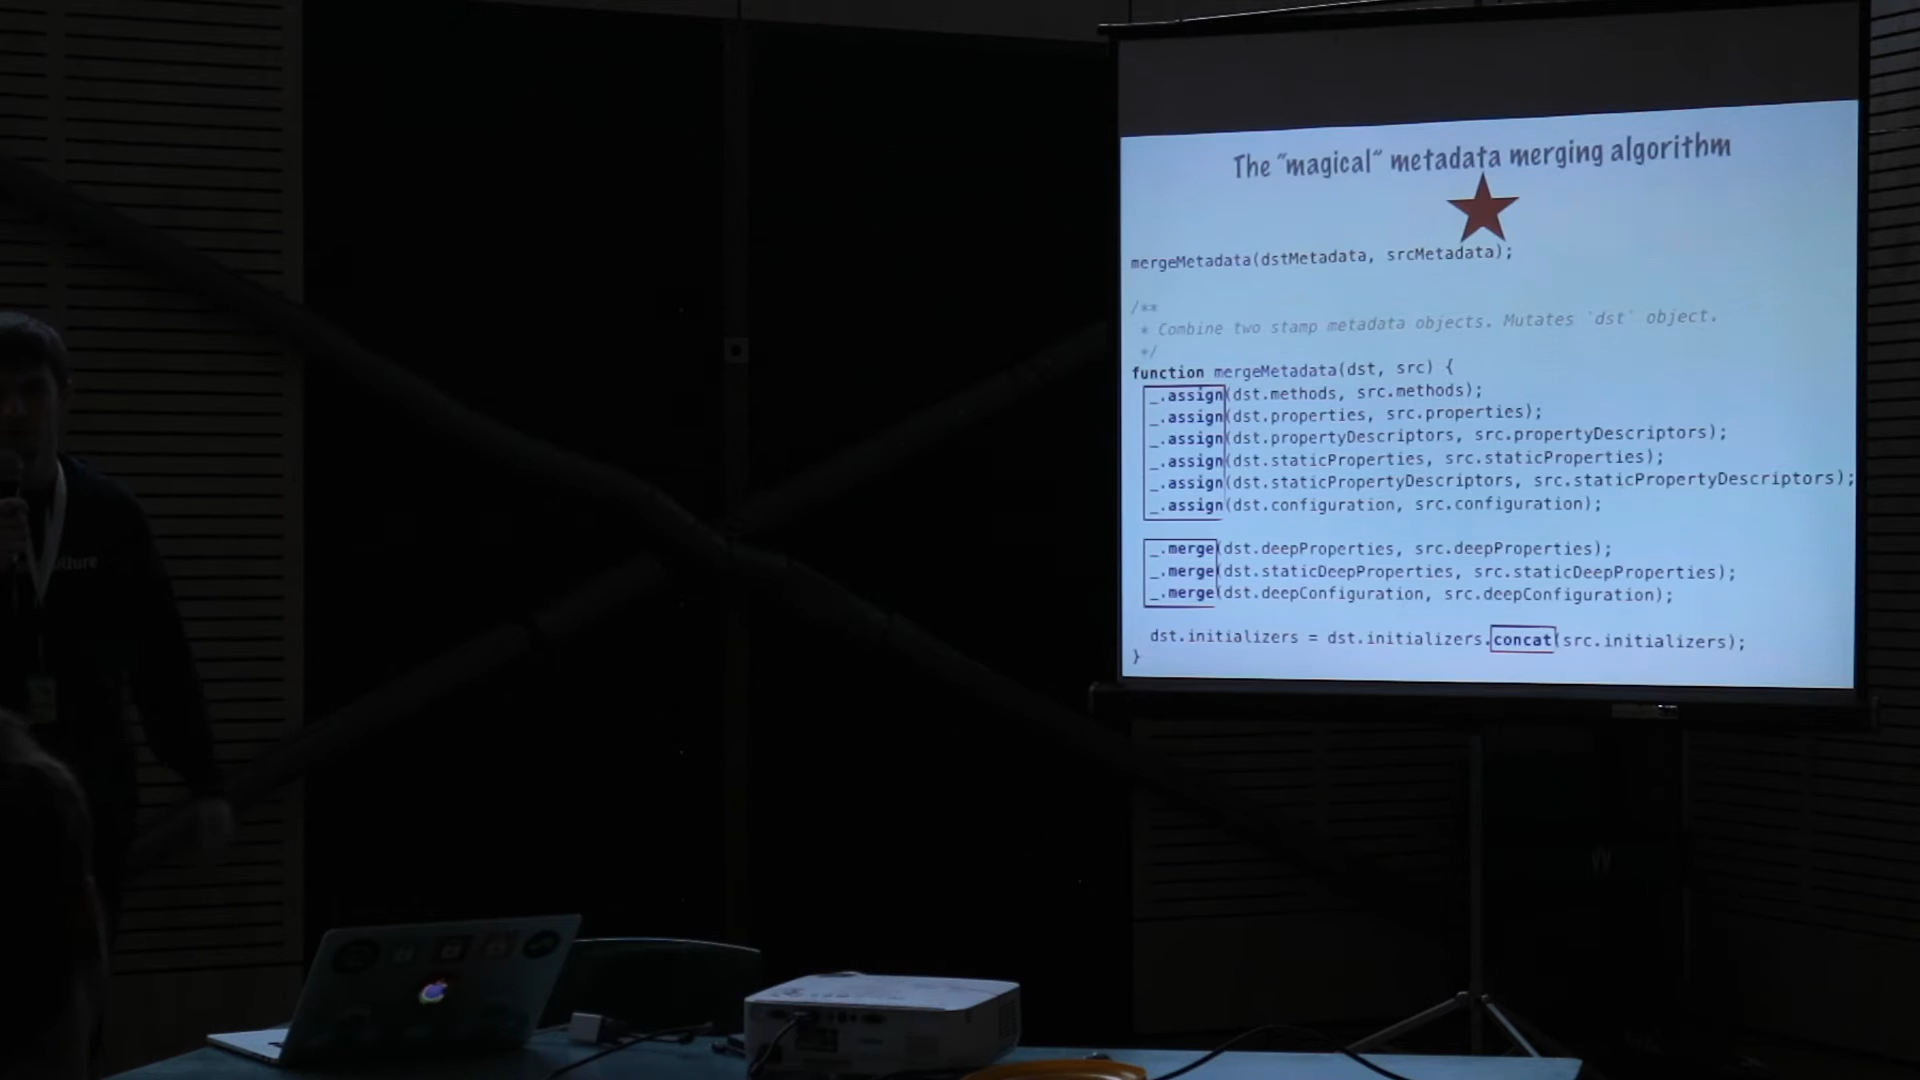 The "magical" metadata merging algorithm
mergeMetadata(dstMetadata, srcMetadata);
/**
* Combine two stamp metadata objects. Mutates `dst` object.
*/
function mergeMetadata(dst, src) {
_.assign(dst.methods, src.methods);
_.assign(dst.properties, src.properties);
_.assign(dst.propertyDescriptors, src.propertyDescriptors);
_.assign(dst.staticProperties, src.staticProperties);
_.assign(dst.staticPropertyDescriptors, src.staticPropertyDescriptors);
_.assign(dst.configuration, src.configuration);
_.merge(dst.deepProperties, src.deepProperties);
_.merge(dst.staticDeepProperties, src.staticDeepProperties);
_.merge(dst.deepConfiguration, src.deepConfiguration);
dst.initializers = dst.initializers.concat(src.initializers);
}